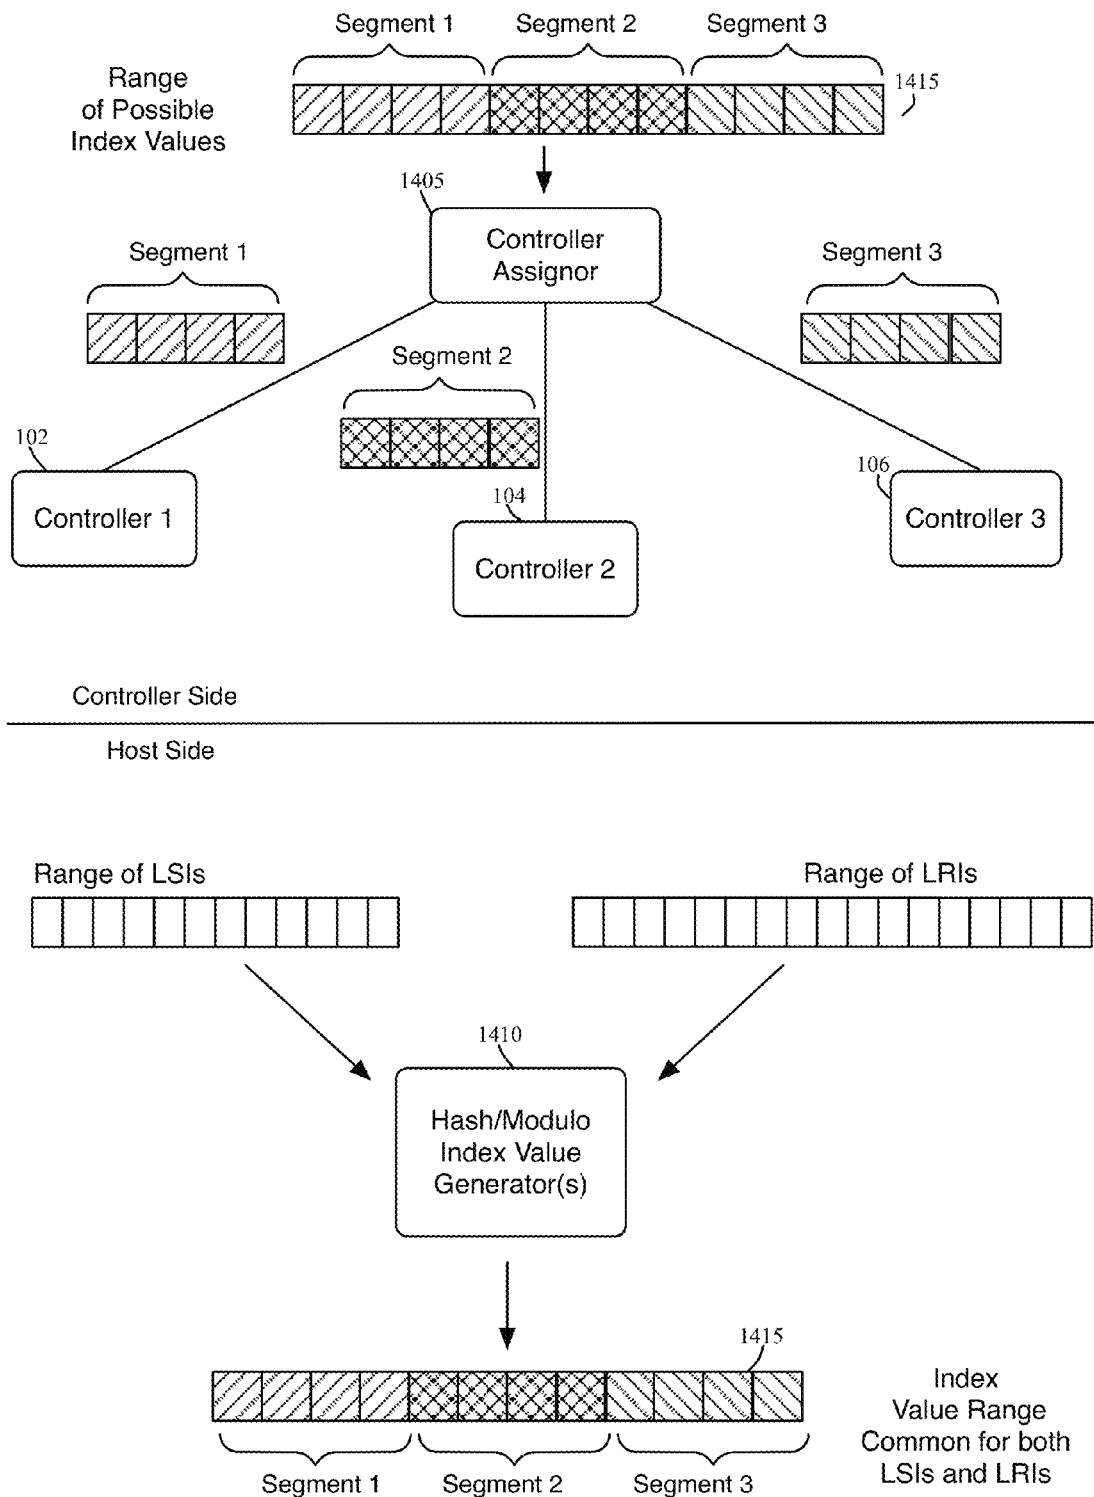 Segment 1
Segment 2
Segment 3
Range
of Possible
Index Values
1415
1405
Controller
Assignor
Segment 1
Segment 3
Segment 2
102
106
104
Controller 1
Controller 3
Controller 2
Controller Side
Host Side
Range of LSIs
Range of LRIs
1410
Hash/Modulo
Index Value
Generator(s)
1415
Index
Value Range
Common for both
LSIs and LRIs
Segment 1
Segment 2
Segment 3